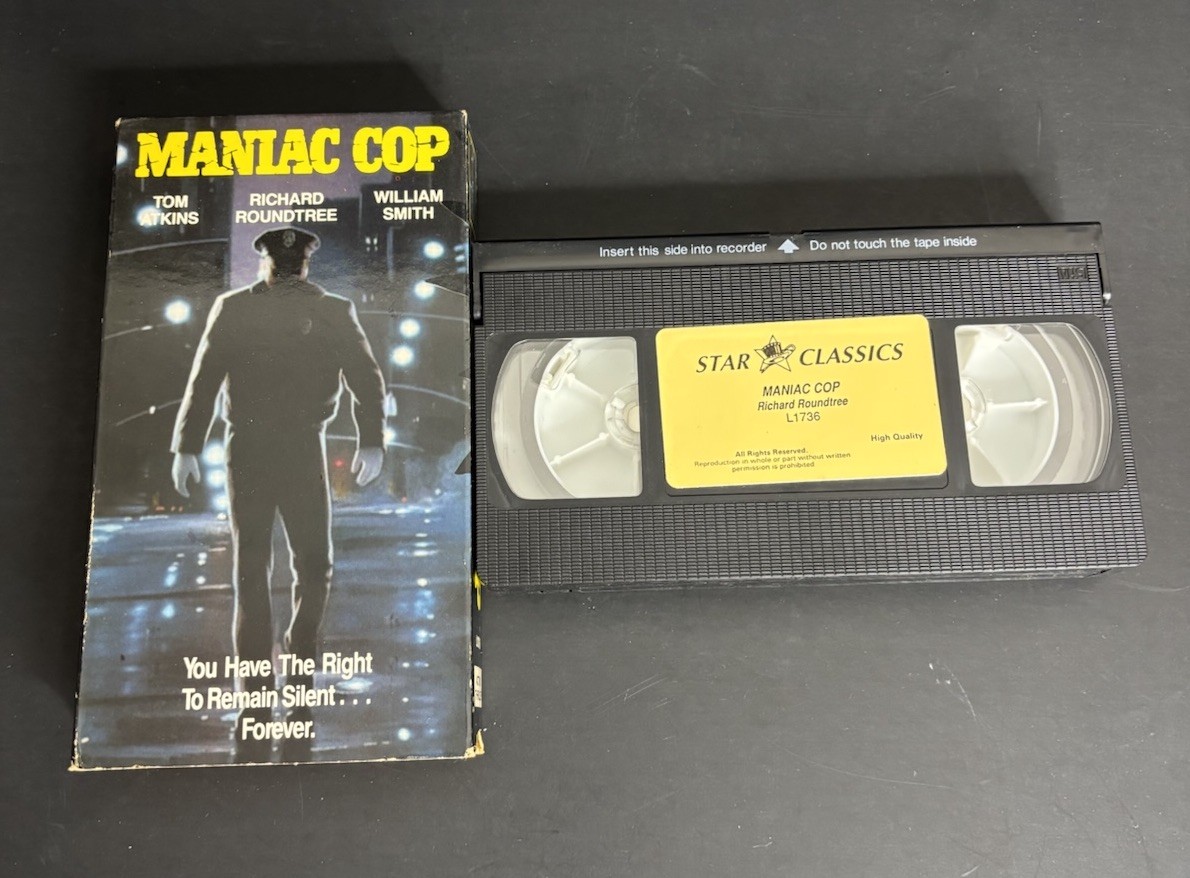 MANIAC COP
TOM
ATKINS
RICHARD
ROUNDTREE
WILLIAM
SMITH
You Have The Right
To Remain Silent . . .
Forever.
Insert this side into recorder Do not touch the tape inside
VHS
STAR CLASSICS
MANIAC COP
Richard Roundtree
L1736
High Quality
All Rights Reserved.
Reproduction in whole or part without written
permission is prohibited